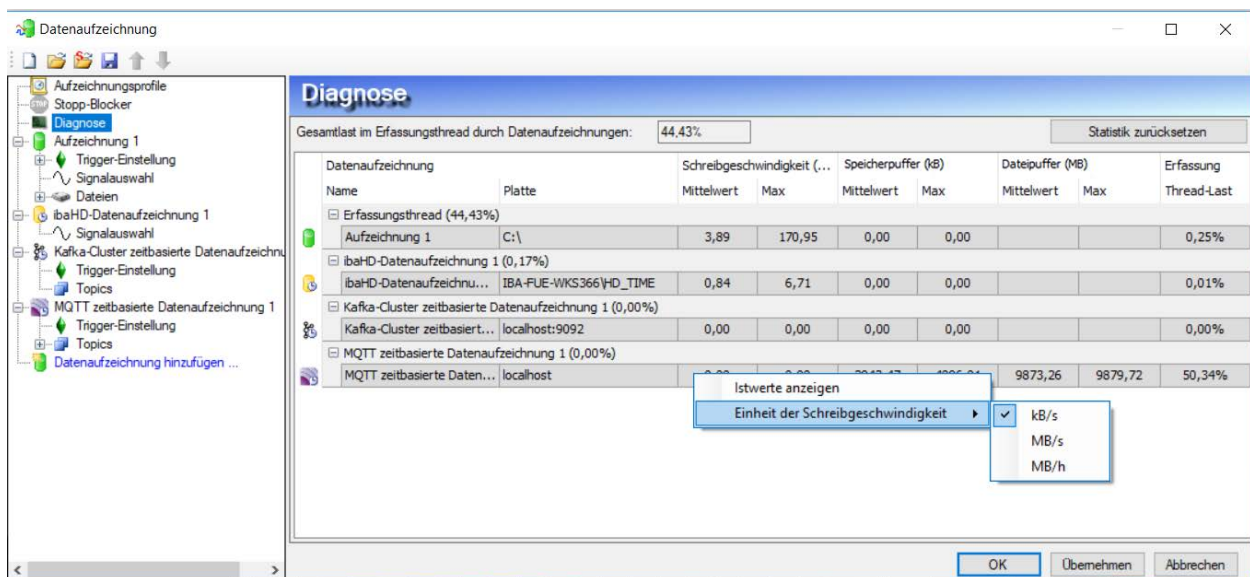 Datenaufzeichnung
Aufzeichnungsprofile
Stopp-Blocker
Diagnose
Aufzeichnung 1
Trigger-Einstellung
Signalauswahl
Dateien
ibaHD-Datenaufzeichnung 1
Signalauswahl
Kafka-Cluster zeitbasierte Datenaufzeichnu
Trigger-Einstellung
Topics
MQTT zeitbasierte Datenaufzeichnung 1
Trigger-Einstellung
Topics
Datenaufzeichnung hinzufügen ...
Diagnose
Gesamtlast im Erfassungsthread durch Datenaufzeichnungen: 44,43% Statistik zurücksetzen
Datenaufzeichnung Schreibgeschwindigkeit (... Speicherpuffer (kB) Dateipuffer (MB) Erfassung
Name Platte Mittelwert Max Mittelwert Max Mittelwert Max Thread-Last
Erfassungsthread (44,43%)
Aufzeichnung 1 C:\ 3,89 170,95 0,00 0,00 0,25%
ibaHD-Datenaufzeichnung 1 (0,17%)
ibaHD-Datenaufzeichnu... IBA-FUE-WKS366\HD_TIME 0,84 6,71 0,00 0,00 0,01%
Kafka-Cluster zeitbasierte Datenaufzeichnung 1 (0,00%)
Kafka-Cluster zeitbasiert... localhost:9092 0,00 0,00 0,00 0,00 0,00%
MQTT zeitbasierte Datenaufzeichnung 1 (0,00%)
MQTT zeitbasierte Daten... localhost 9873,26 9879,72 50,34%
Istwerte anzeigen
Einheit der Schreibgeschwindigkeit
kB/s
MB/s
MB/h
OK Übernehmen Abbrechen